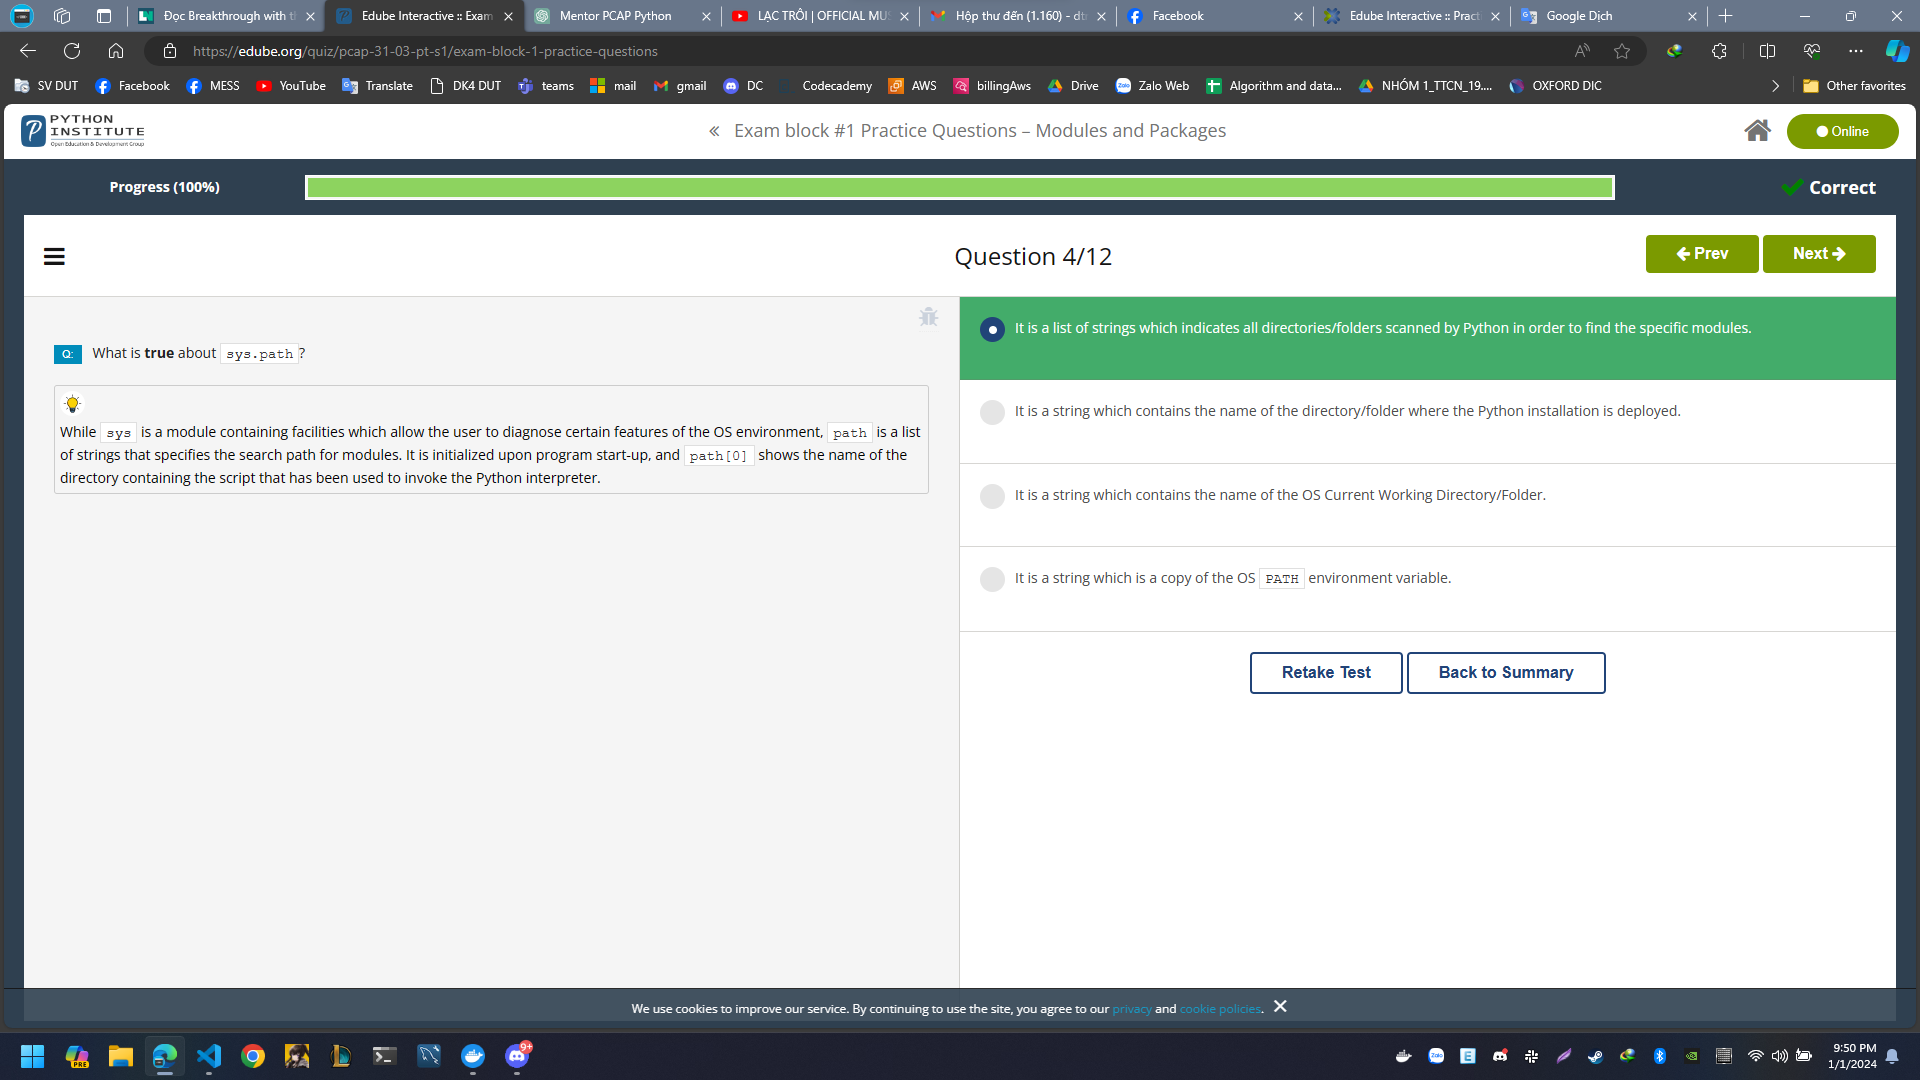 Đọc Breakthrough with th
Edube Interactive :: Exam
Mentor PCAP Python
LẠC TRÔI | OFFICIAL MUS
Hộp thư đến (1.160) - dtr
Facebook
Edube Interactive :: Practi
Google Dịch
https://edube.org/quiz/pcap-31-03-pt-s1/exam-block-1-practice-questions
SV DUT
Facebook
MESS
YouTube
Translate
DK4 DUT
teams
mail
gmail
DC
Codecademy
AWS
billingAws
Drive
Zalo Web
Algorithm and data...
NHÓM 1_TTCN_19....
OXFORD DIC
Other favorites
PYTHON
INSTITUTE
Open Education & Development Group
« Exam block #1 Practice Questions – Modules and Packages
Online
Progress (100%)
Correct
Question 4/12
Prev
Next
Q: What is true about sys.path ?
While sys is a module containing facilities which allow the user to diagnose certain features of the OS environment, path is a list
of strings that specifies the search path for modules. It is initialized upon program start-up, and path[0] shows the name of the
directory containing the script that has been used to invoke the Python interpreter.
It is a list of strings which indicates all directories/folders scanned by Python in order to find the specific modules.
It is a string which contains the name of the directory/folder where the Python installation is deployed.
It is a string which contains the name of the OS Current Working Directory/Folder.
It is a string which is a copy of the OS PATH environment variable.
Retake Test
Back to Summary
We use cookies to improve our service. By continuing to use the site, you agree to our privacy and cookie policies.
PRE
9+
9:50 PM
1/1/2024